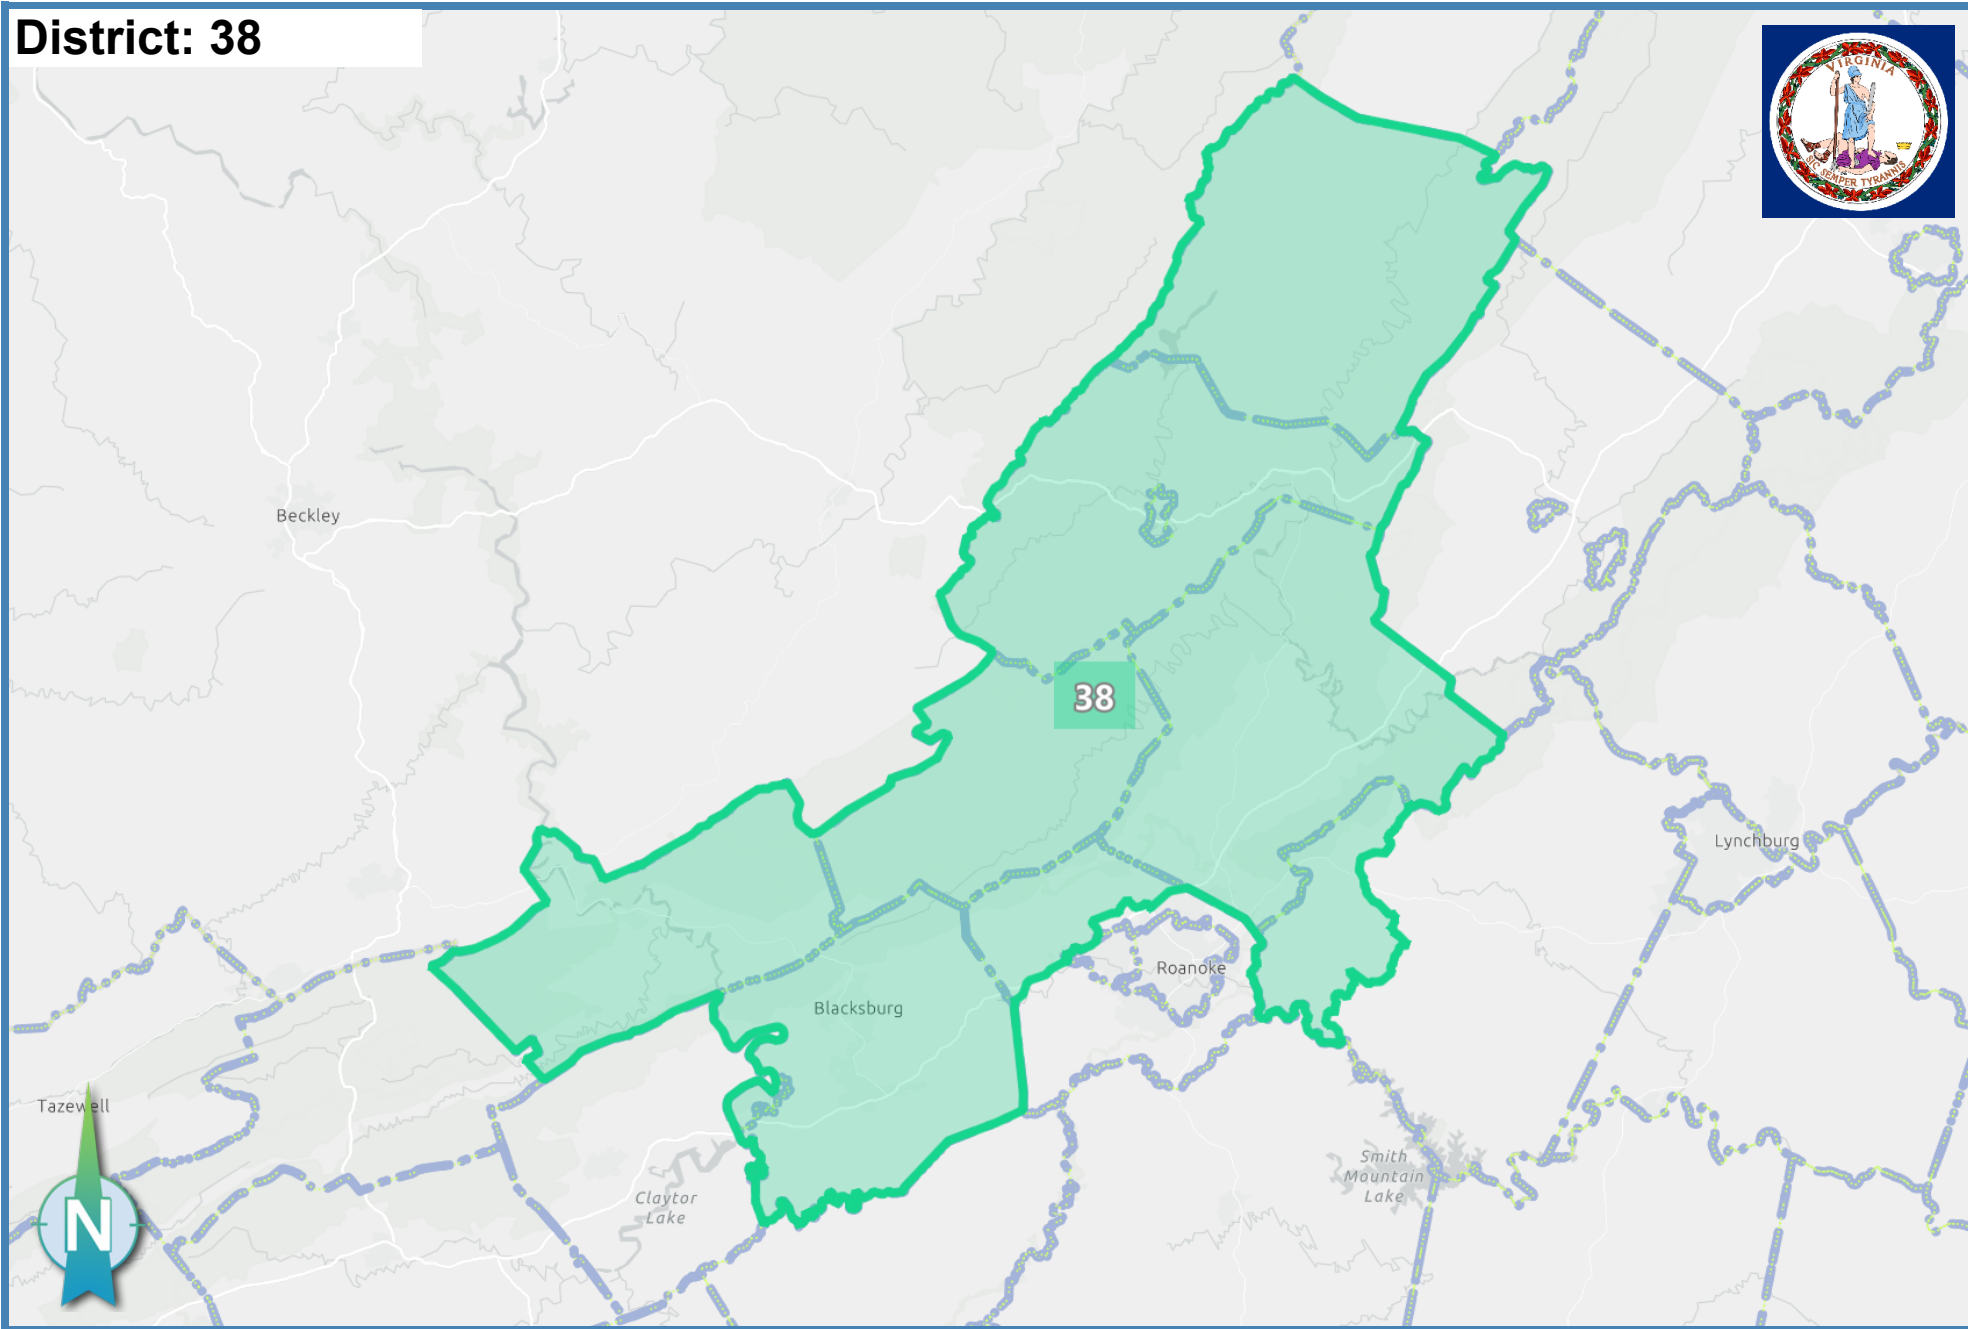 District: 38
VIRGINIA
SIC SEMPER TYRANNIS
Beckley
38
Lynchburg
Roanoke
Blacksburg
Tazewell
Smith
Mountain
Lake
Claytor
Lake
N